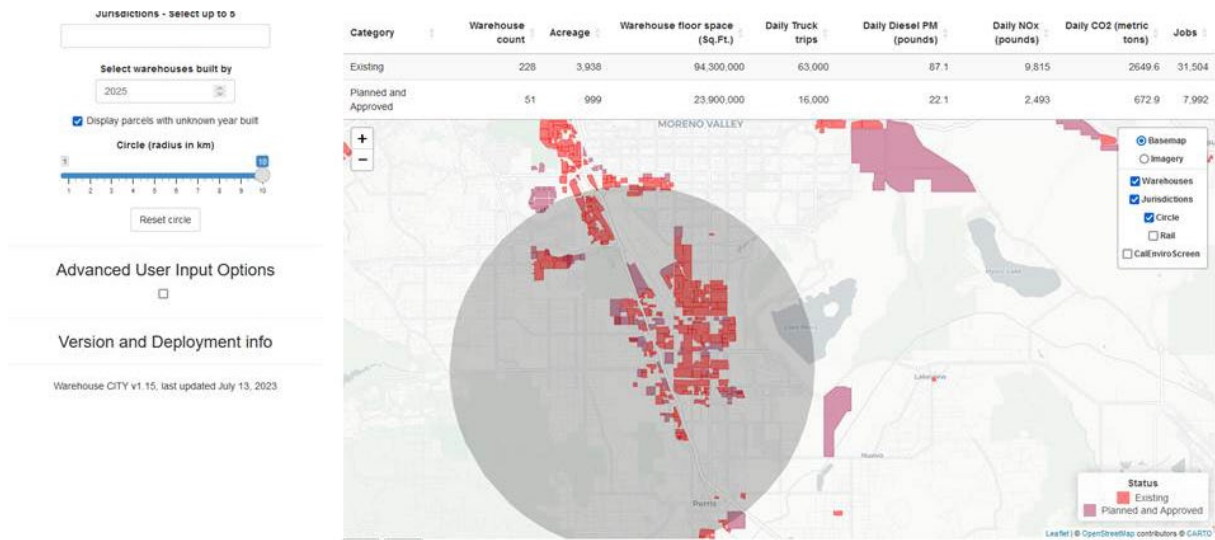 Jurisdictions - Select up to 5
Select warehouses built by
2025
Display parcels with unknown year built
Circle (radius in km)
1 10
1 2 3 4 5 6 7 8 9 10
Reset circle
Advanced User Input Options
Version and Deployment info
Warehouse CITY v1.15, last updated July 13, 2023
Category Warehouse count Acreage Warehouse floor space (Sq.Ft.) Daily Truck trips Daily Diesel PM (pounds) Daily NOx (pounds) Daily CO2 (metric tons) Jobs
Existing 228 3,938 94,300,000 63,000 87.1 9,815 2649.6 31,504
Planned and Approved 51 999 23,900,000 16,000 22.1 2,493 672.9 7,992
+
−
MORENO VALLEY
Basemap
Imagery
Warehouses
Jurisdictions
Circle
Rail
CalEnviroScreen
Lakeview
Nuevo
Perris
Status
Existing
Planned and Approved
Leaflet | © OpenStreetMap contributors © CARTO